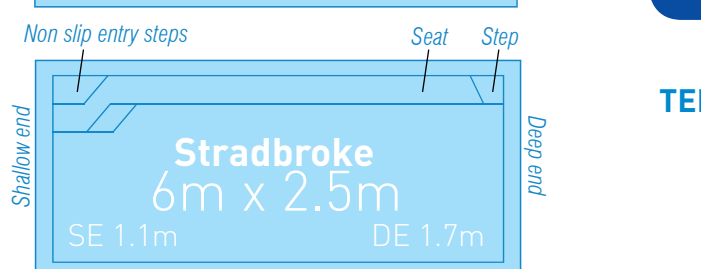 Non slip entry steps
Seat
Step
Shallow end
Deep end
Stradbroke
6m x 2.5m
SE 1.1m
DE 1.7m